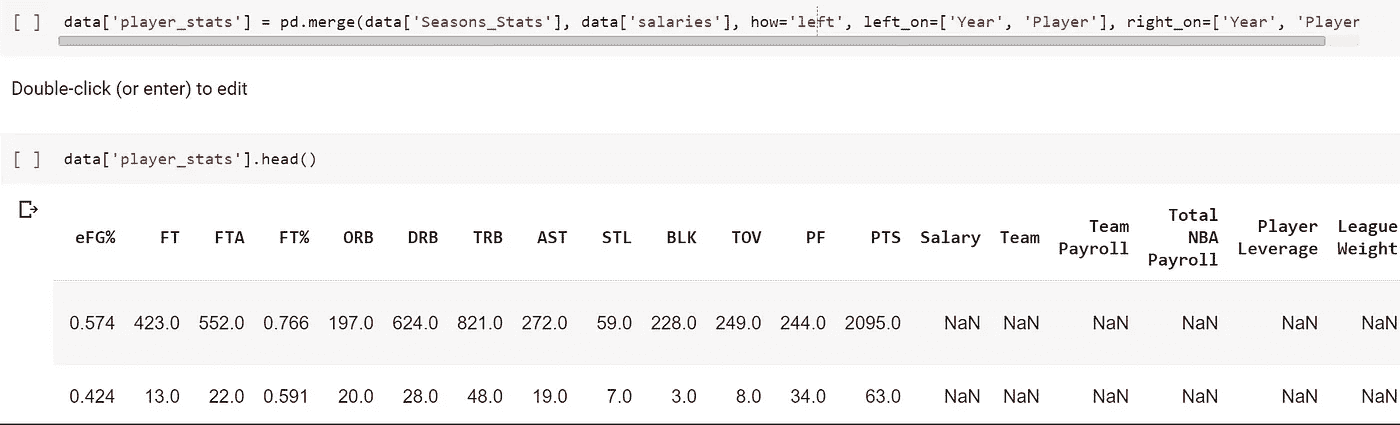 [ ] data['player_stats'] = pd.merge(data['Seasons_Stats'], data['salaries'], how='left', left_on=['Year', 'Player'], right_on=['Year', 'Player
Double-click (or enter) to edit
[ ] data['player_stats'].head()
eFG% FT FTA FT% ORB DRB TRB AST STL BLK TOV PF PTS Salary Team Team Payroll Total NBA Payroll Player Leverage League Weight
0.574 423.0 552.0 0.766 197.0 624.0 821.0 272.0 59.0 228.0 249.0 244.0 2095.0 NaN NaN NaN NaN NaN NaN
0.424 13.0 22.0 0.591 20.0 28.0 48.0 19.0 7.0 3.0 8.0 34.0 63.0 NaN NaN NaN NaN NaN NaN